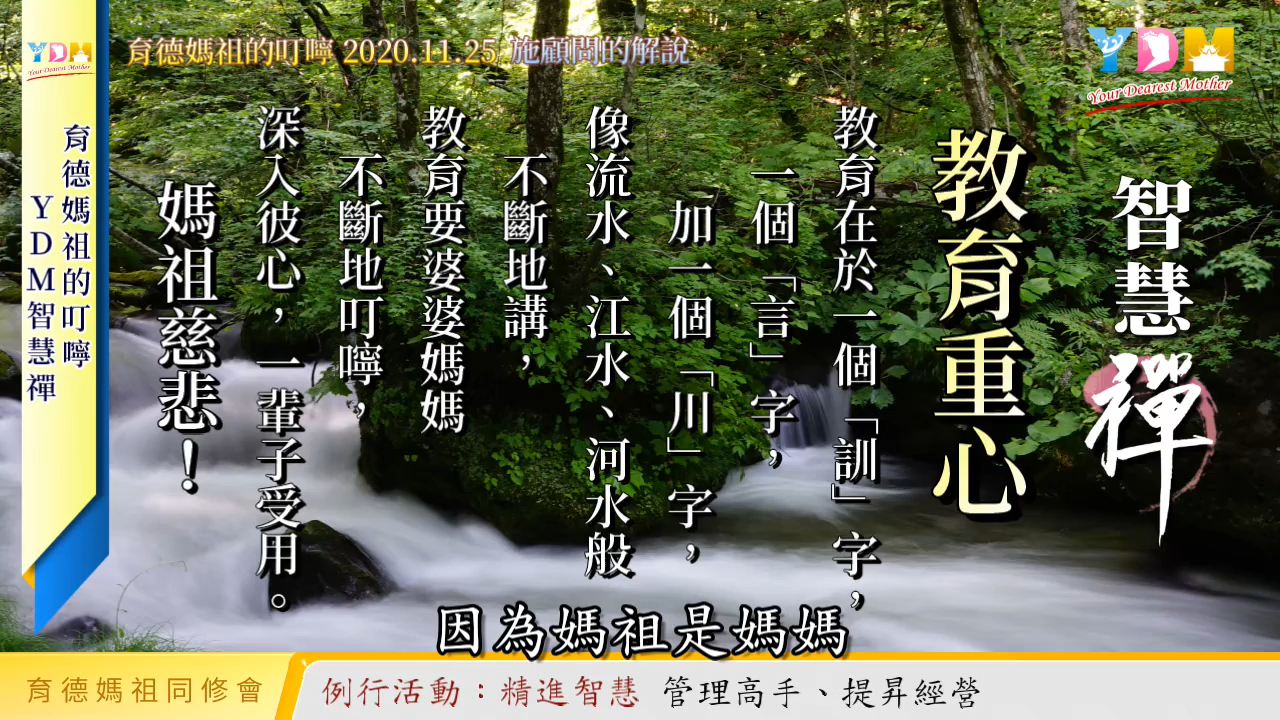 育德媽祖的叮嚀 2020.11.25 施顧問的解說
YDM
Your Dearest Mother
YDM
Your Dearest Mother
育德媽祖的叮嚀
YDM智慧禪
智慧禪
教育重心
教育在於一個「訓」字，
一個「言」字，
加一個「川」字，
像流水、江水、河水般
不斷地講，
教育要婆婆媽媽
不斷地叮嚀，
深入彼心，一輩子受用。
媽祖慈悲！
因為媽祖是媽媽
育德媽祖同修會
例行活動：精進智慧 管理高手、提昇經營